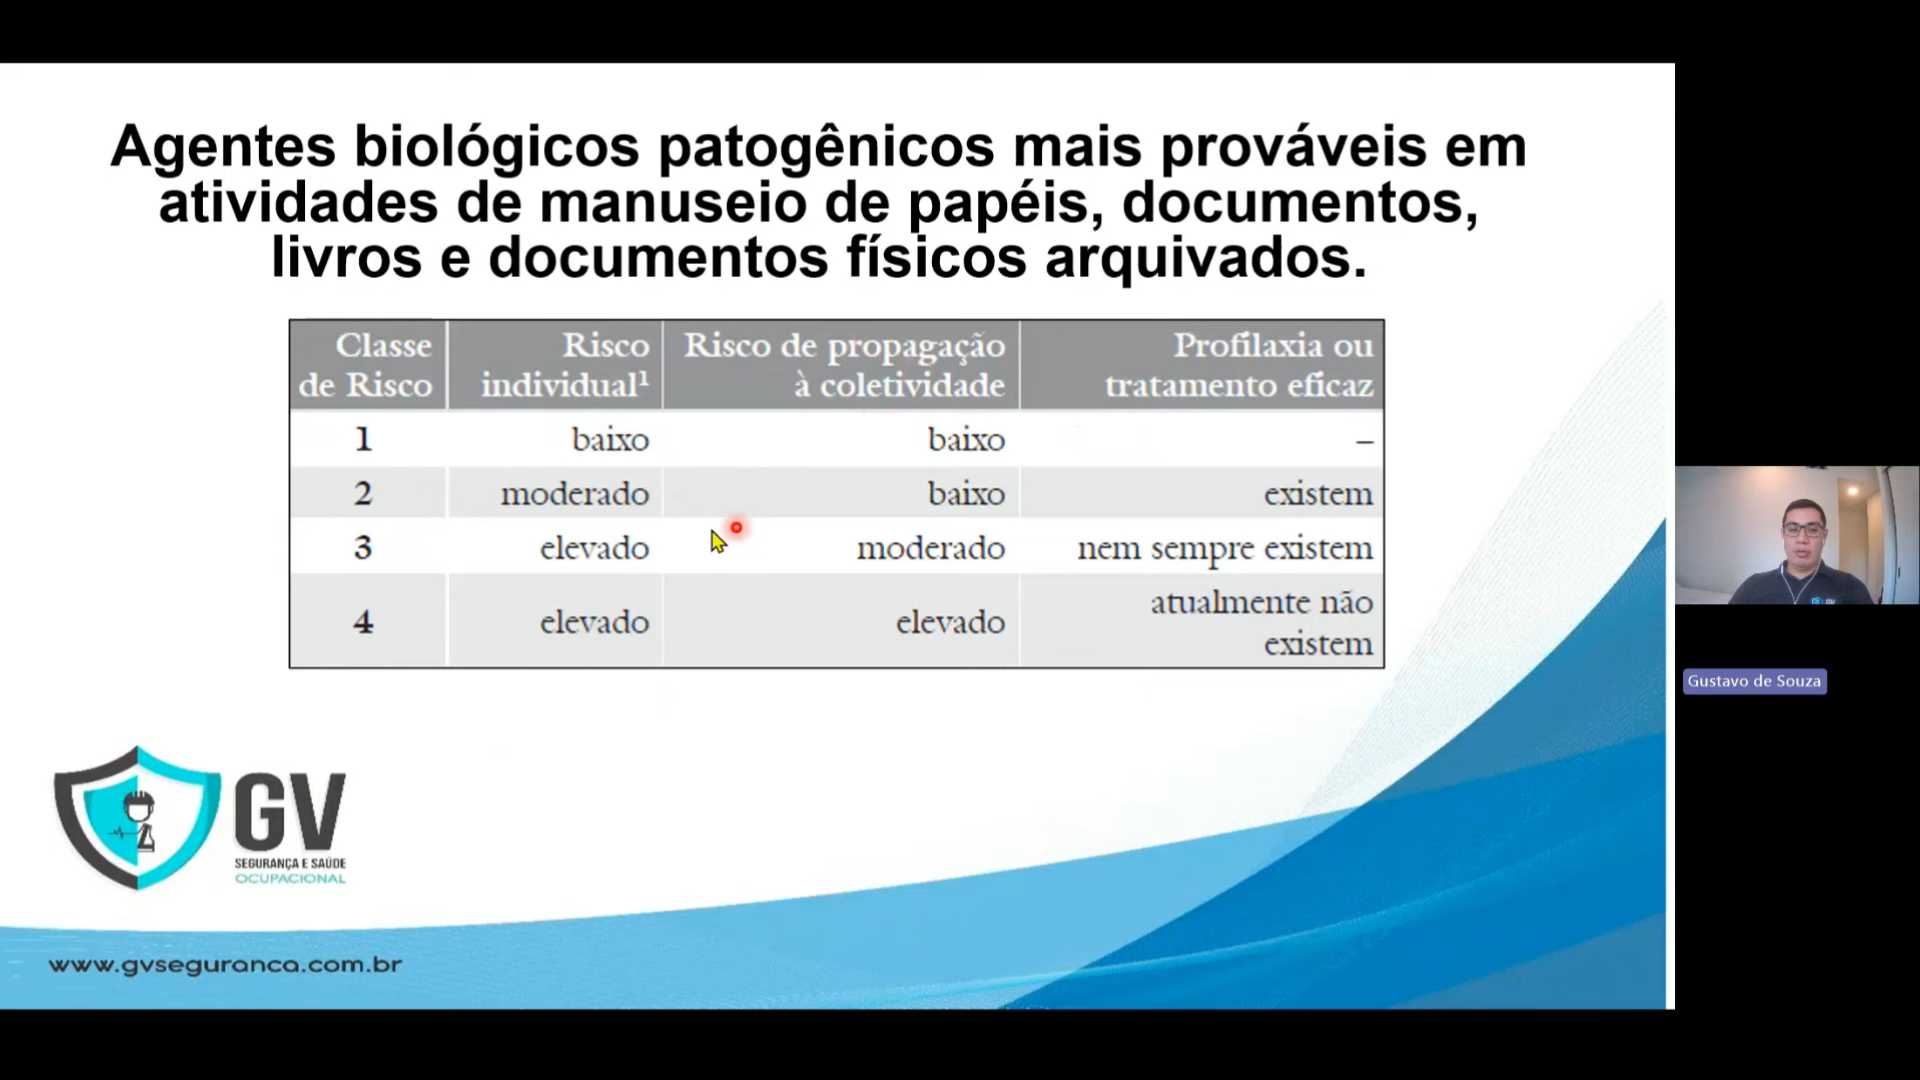 Agentes biológicos patogênicos mais prováveis em
atividades de manuseio de papéis, documentos,
livros e documentos físicos arquivados.
Classe de Risco | Risco individual¹ | Risco de propagação à coletividade | Profilaxia ou tratamento eficaz
1 | baixo | baixo | –
2 | moderado | baixo | existem
3 | elevado | moderado | nem sempre existem
4 | elevado | elevado | atualmente não existem
GV
SEGURANÇA E SAÚDE
OCUPACIONAL
www.gvseguranca.com.br
Gustavo de Souza